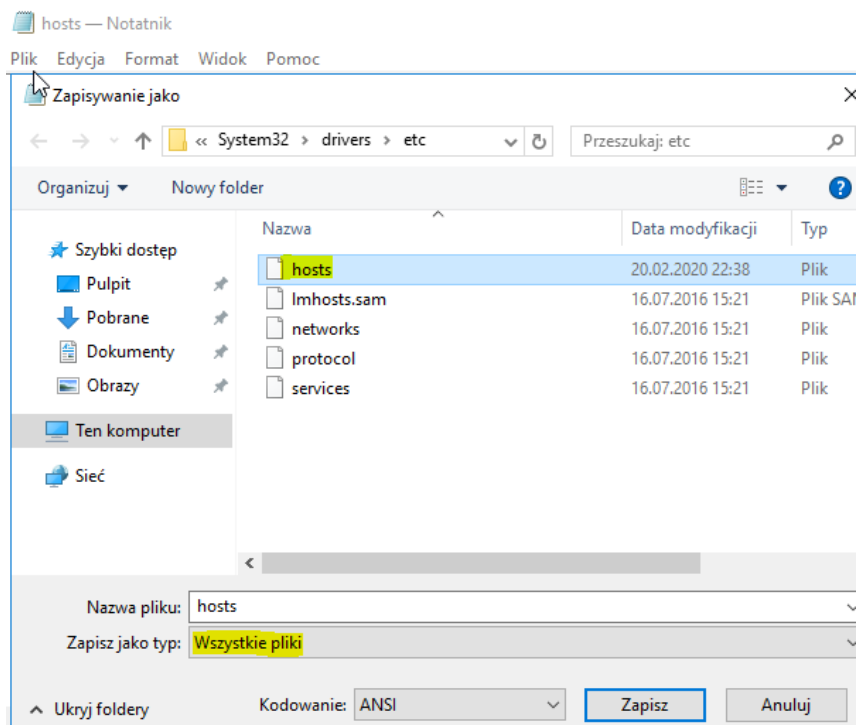 hosts — Notatnik
Plik Edycja Format Widok Pomoc
Zapisywanie jako
« System32 › drivers › etc
Przeszukaj: etc
Organizuj Nowy folder
Nazwa Data modyfikacji Typ
Szybki dostęp
Pulpit
Pobrane
Dokumenty
Obrazy
Ten komputer
Sieć
hosts 20.02.2020 22:38 Plik
lmhosts.sam 16.07.2016 15:21 Plik SAM
networks 16.07.2016 15:21 Plik
protocol 16.07.2016 15:21 Plik
services 16.07.2016 15:21 Plik
Nazwa pliku: hosts
Zapisz jako typ: Wszystkie pliki
Ukryj foldery Kodowanie: ANSI Zapisz Anuluj